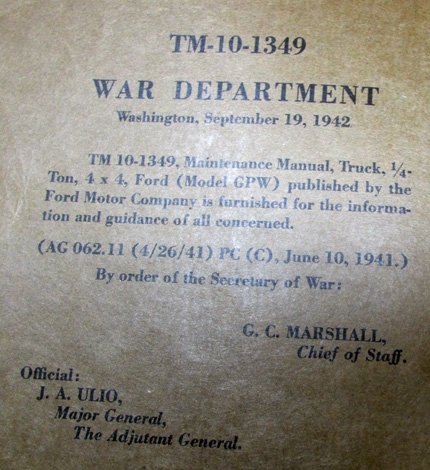 TM-10-1349
WAR DEPARTMENT
Washington, September 19, 1942
TM 10-1349, Maintenance Manual, Truck, ¼-
Ton, 4 x 4, Ford (Model GPW) published by the
Ford Motor Company is furnished for the informa-
tion and guidance of all concerned.
(AG 062.11 (4/26/41) PC (C), June 10, 1941.)
By order of the Secretary of War:
G. C. MARSHALL,
Chief of Staff.
Official:
J. A. ULIO,
Major General,
The Adjutant General.